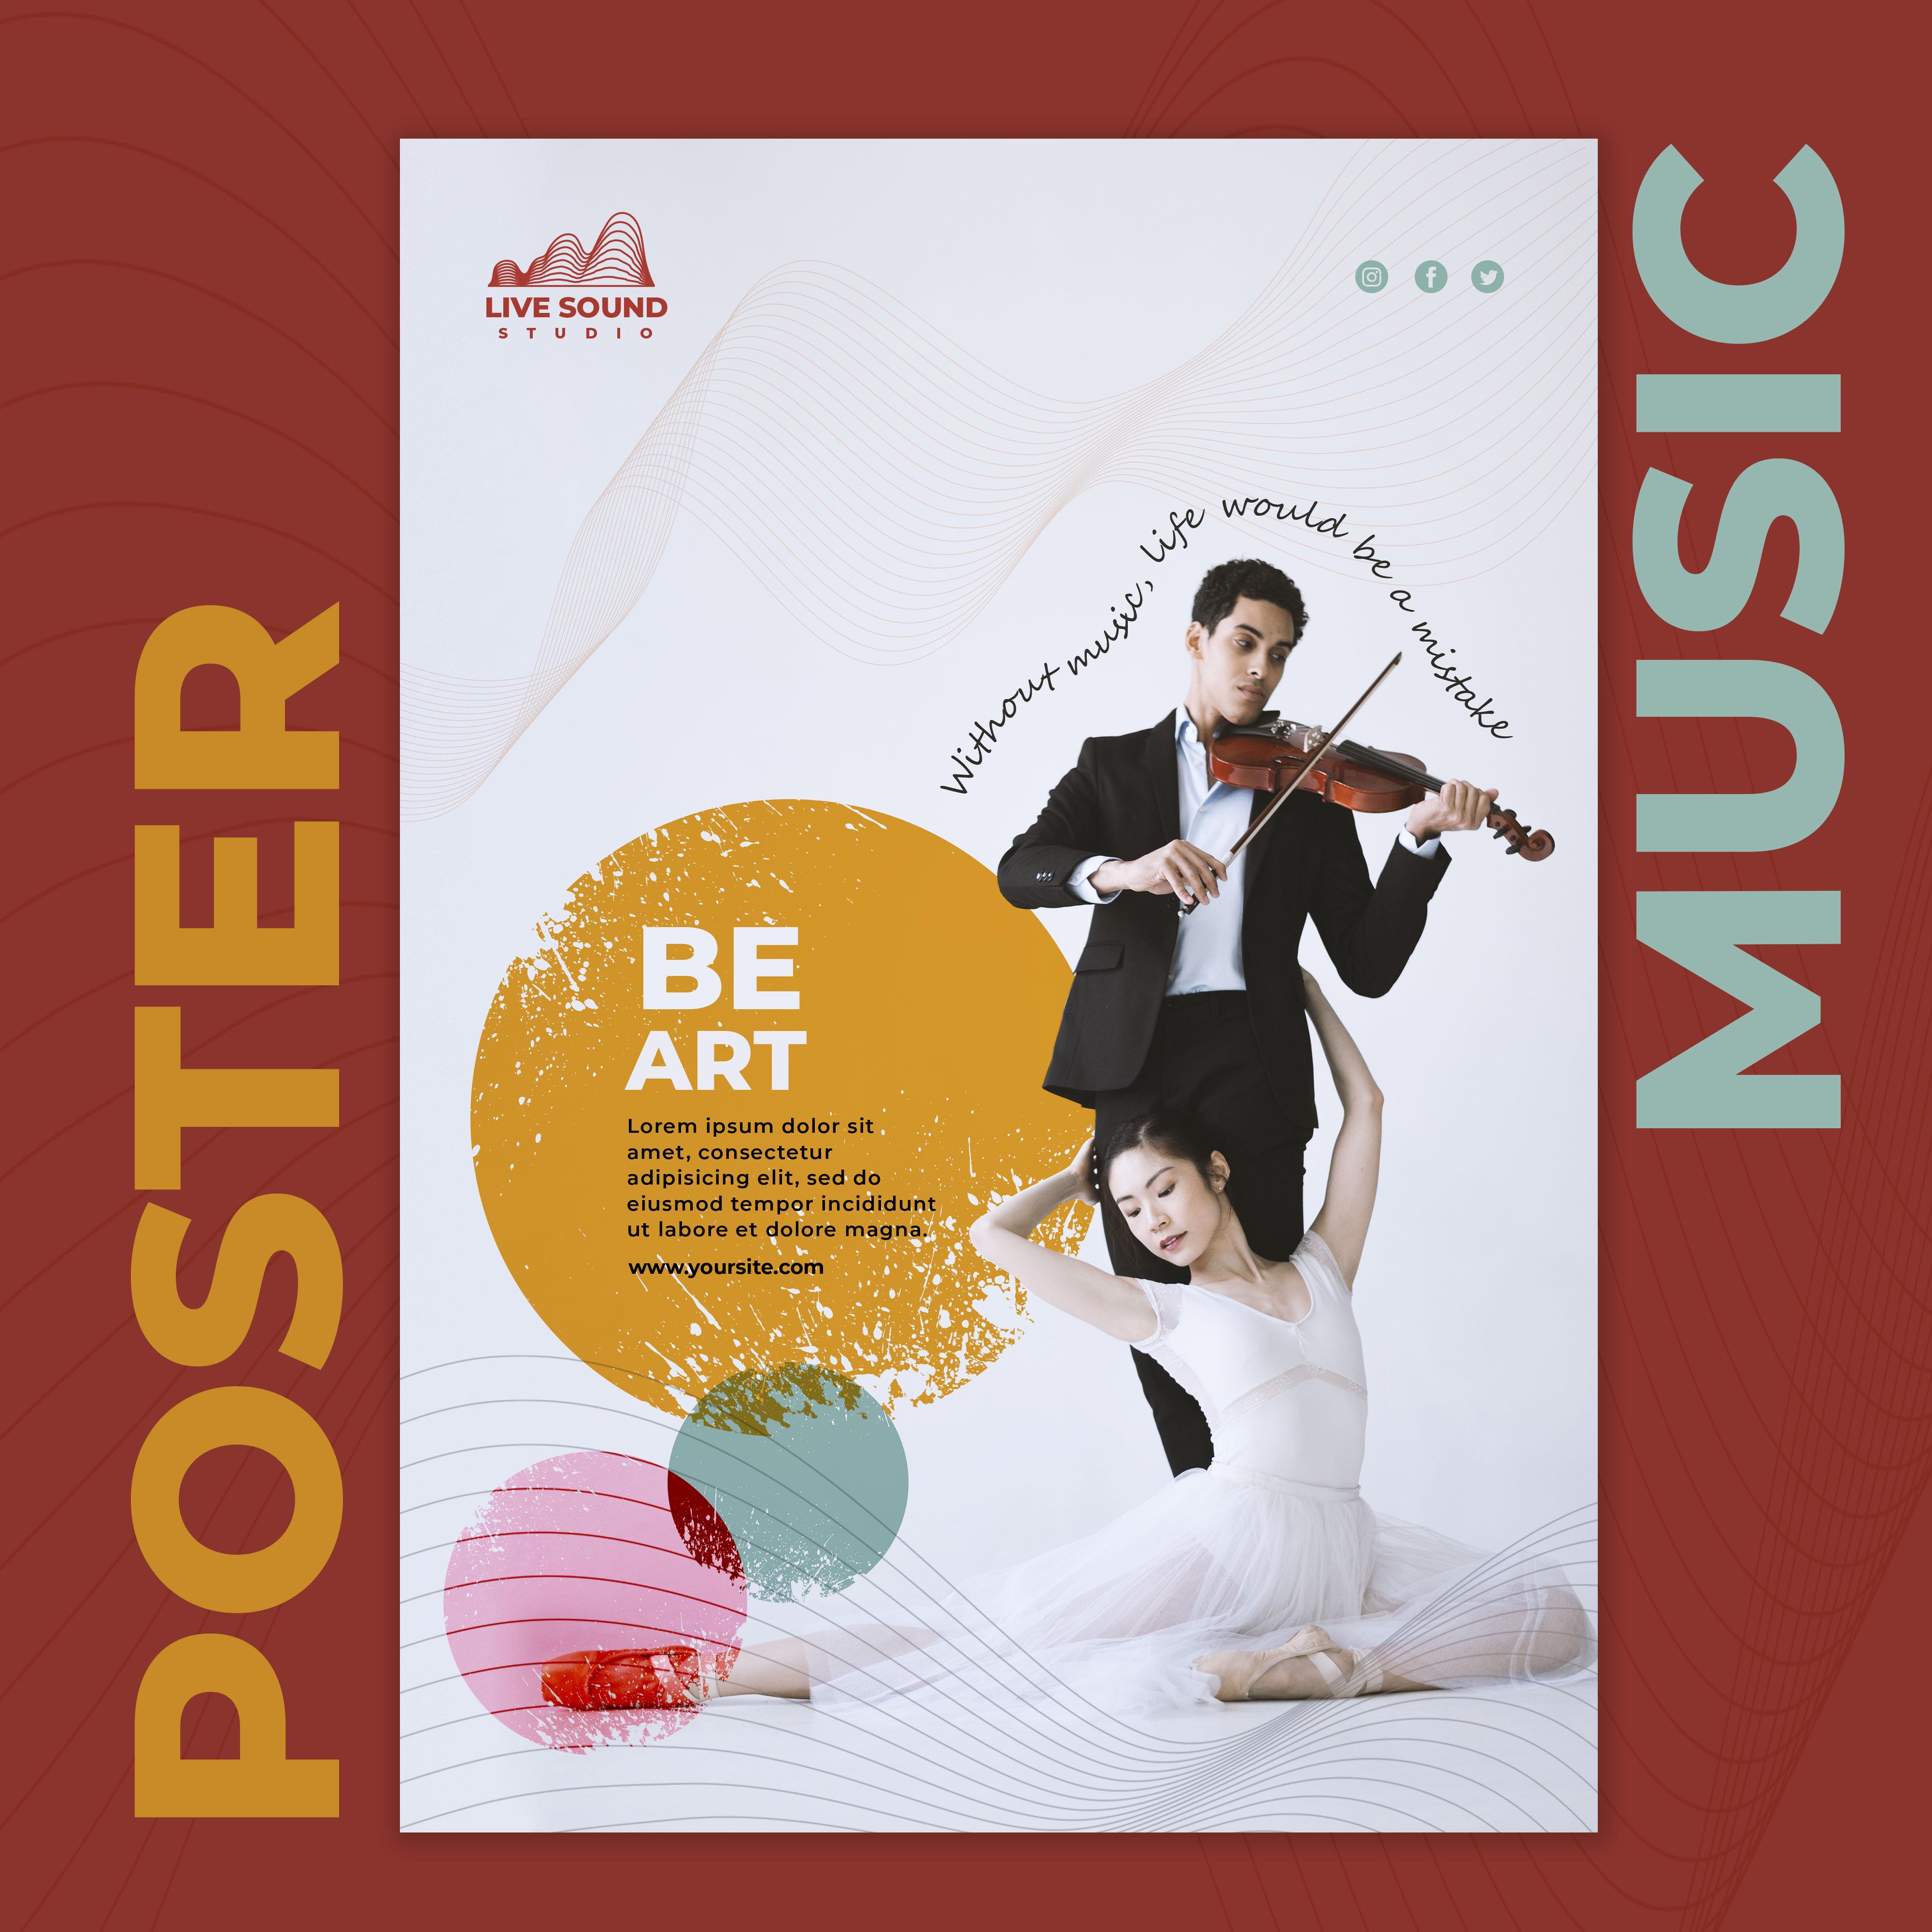 POSTER
MUSIC
LIVE SOUND
STUDIO
Without music, life would be a mistake
BE
ART
Lorem ipsum dolor sit
amet, consectetur
adipisicing elit, sed do
eiusmod tempor incididunt
ut labore et dolore magna.
www.yoursite.com